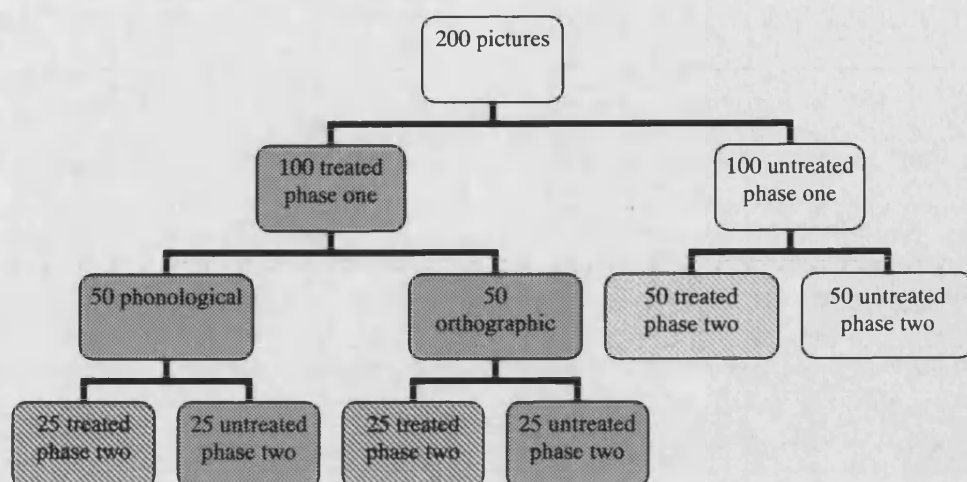 200 pictures
100 treated
phase one
100 untreated
phase one
50 phonological
50
orthographic
50 treated
phase two
50 untreated
phase two
25 treated
phase two
25 untreated
phase two
25 treated
phase two
25 untreated
phase two